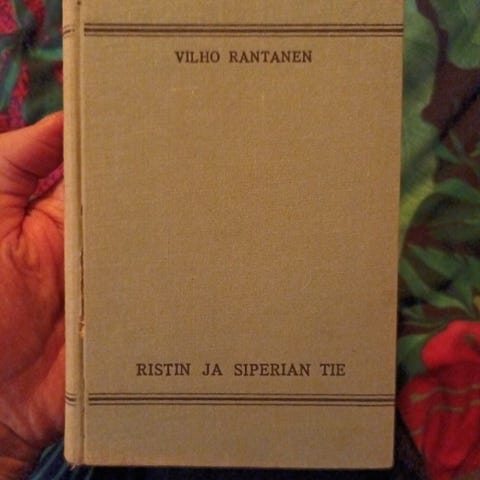 VILHO RANTANEN
RISTIN JA SIPERIAN TIE